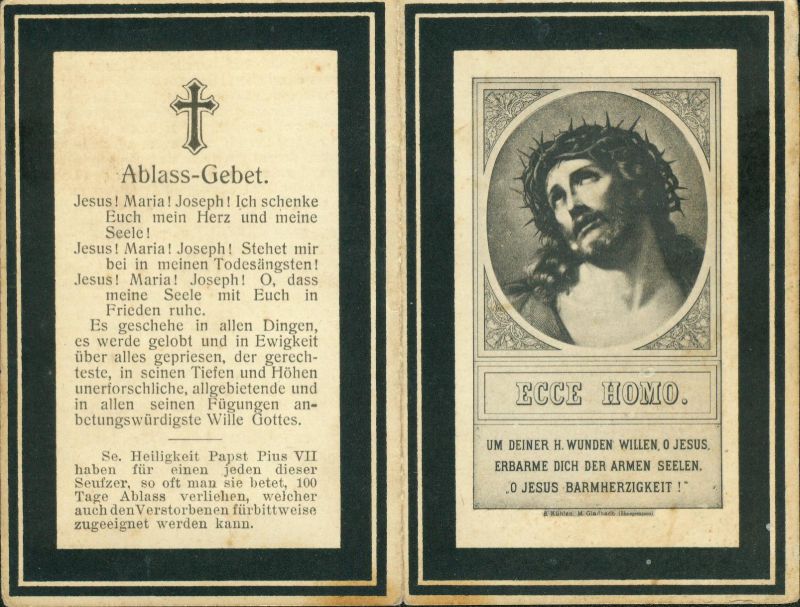 Ablass-Gebet.
Jesus! Maria! Joseph! Ich schenke
Euch mein Herz und meine
Seele!
Jesus! Maria! Joseph! Stehet mir
bei in meinen Todesängsten!
Jesus! Maria! Joseph! O, dass
meine Seele mit Euch in
Frieden ruhe.
Es geschehe in allen Dingen,
es werde gelobt und in Ewigkeit
über alles gepriesen, der gerech-
teste, in seinen Tiefen und Höhen
unerforschliche, allgebietende und
in allen seinen Fügungen an-
betungswürdigste Wille Gottes.
Se. Heiligkeit Papst Pius VII
haben für einen jeden dieser
Seufzer, so oft man sie betet, 100
Tage Ablass verliehen, welcher
auch den Verstorbenen fürbittweise
zugeeignet werden kann.
ECCE HOMO.
UM DEINER H. WUNDEN WILLEN, O JESUS,
ERBARME DICH DER ARMEN SEELEN.
„O JESUS BARMHERZIGKEIT!"
B. Kühlen, M. Gladbach